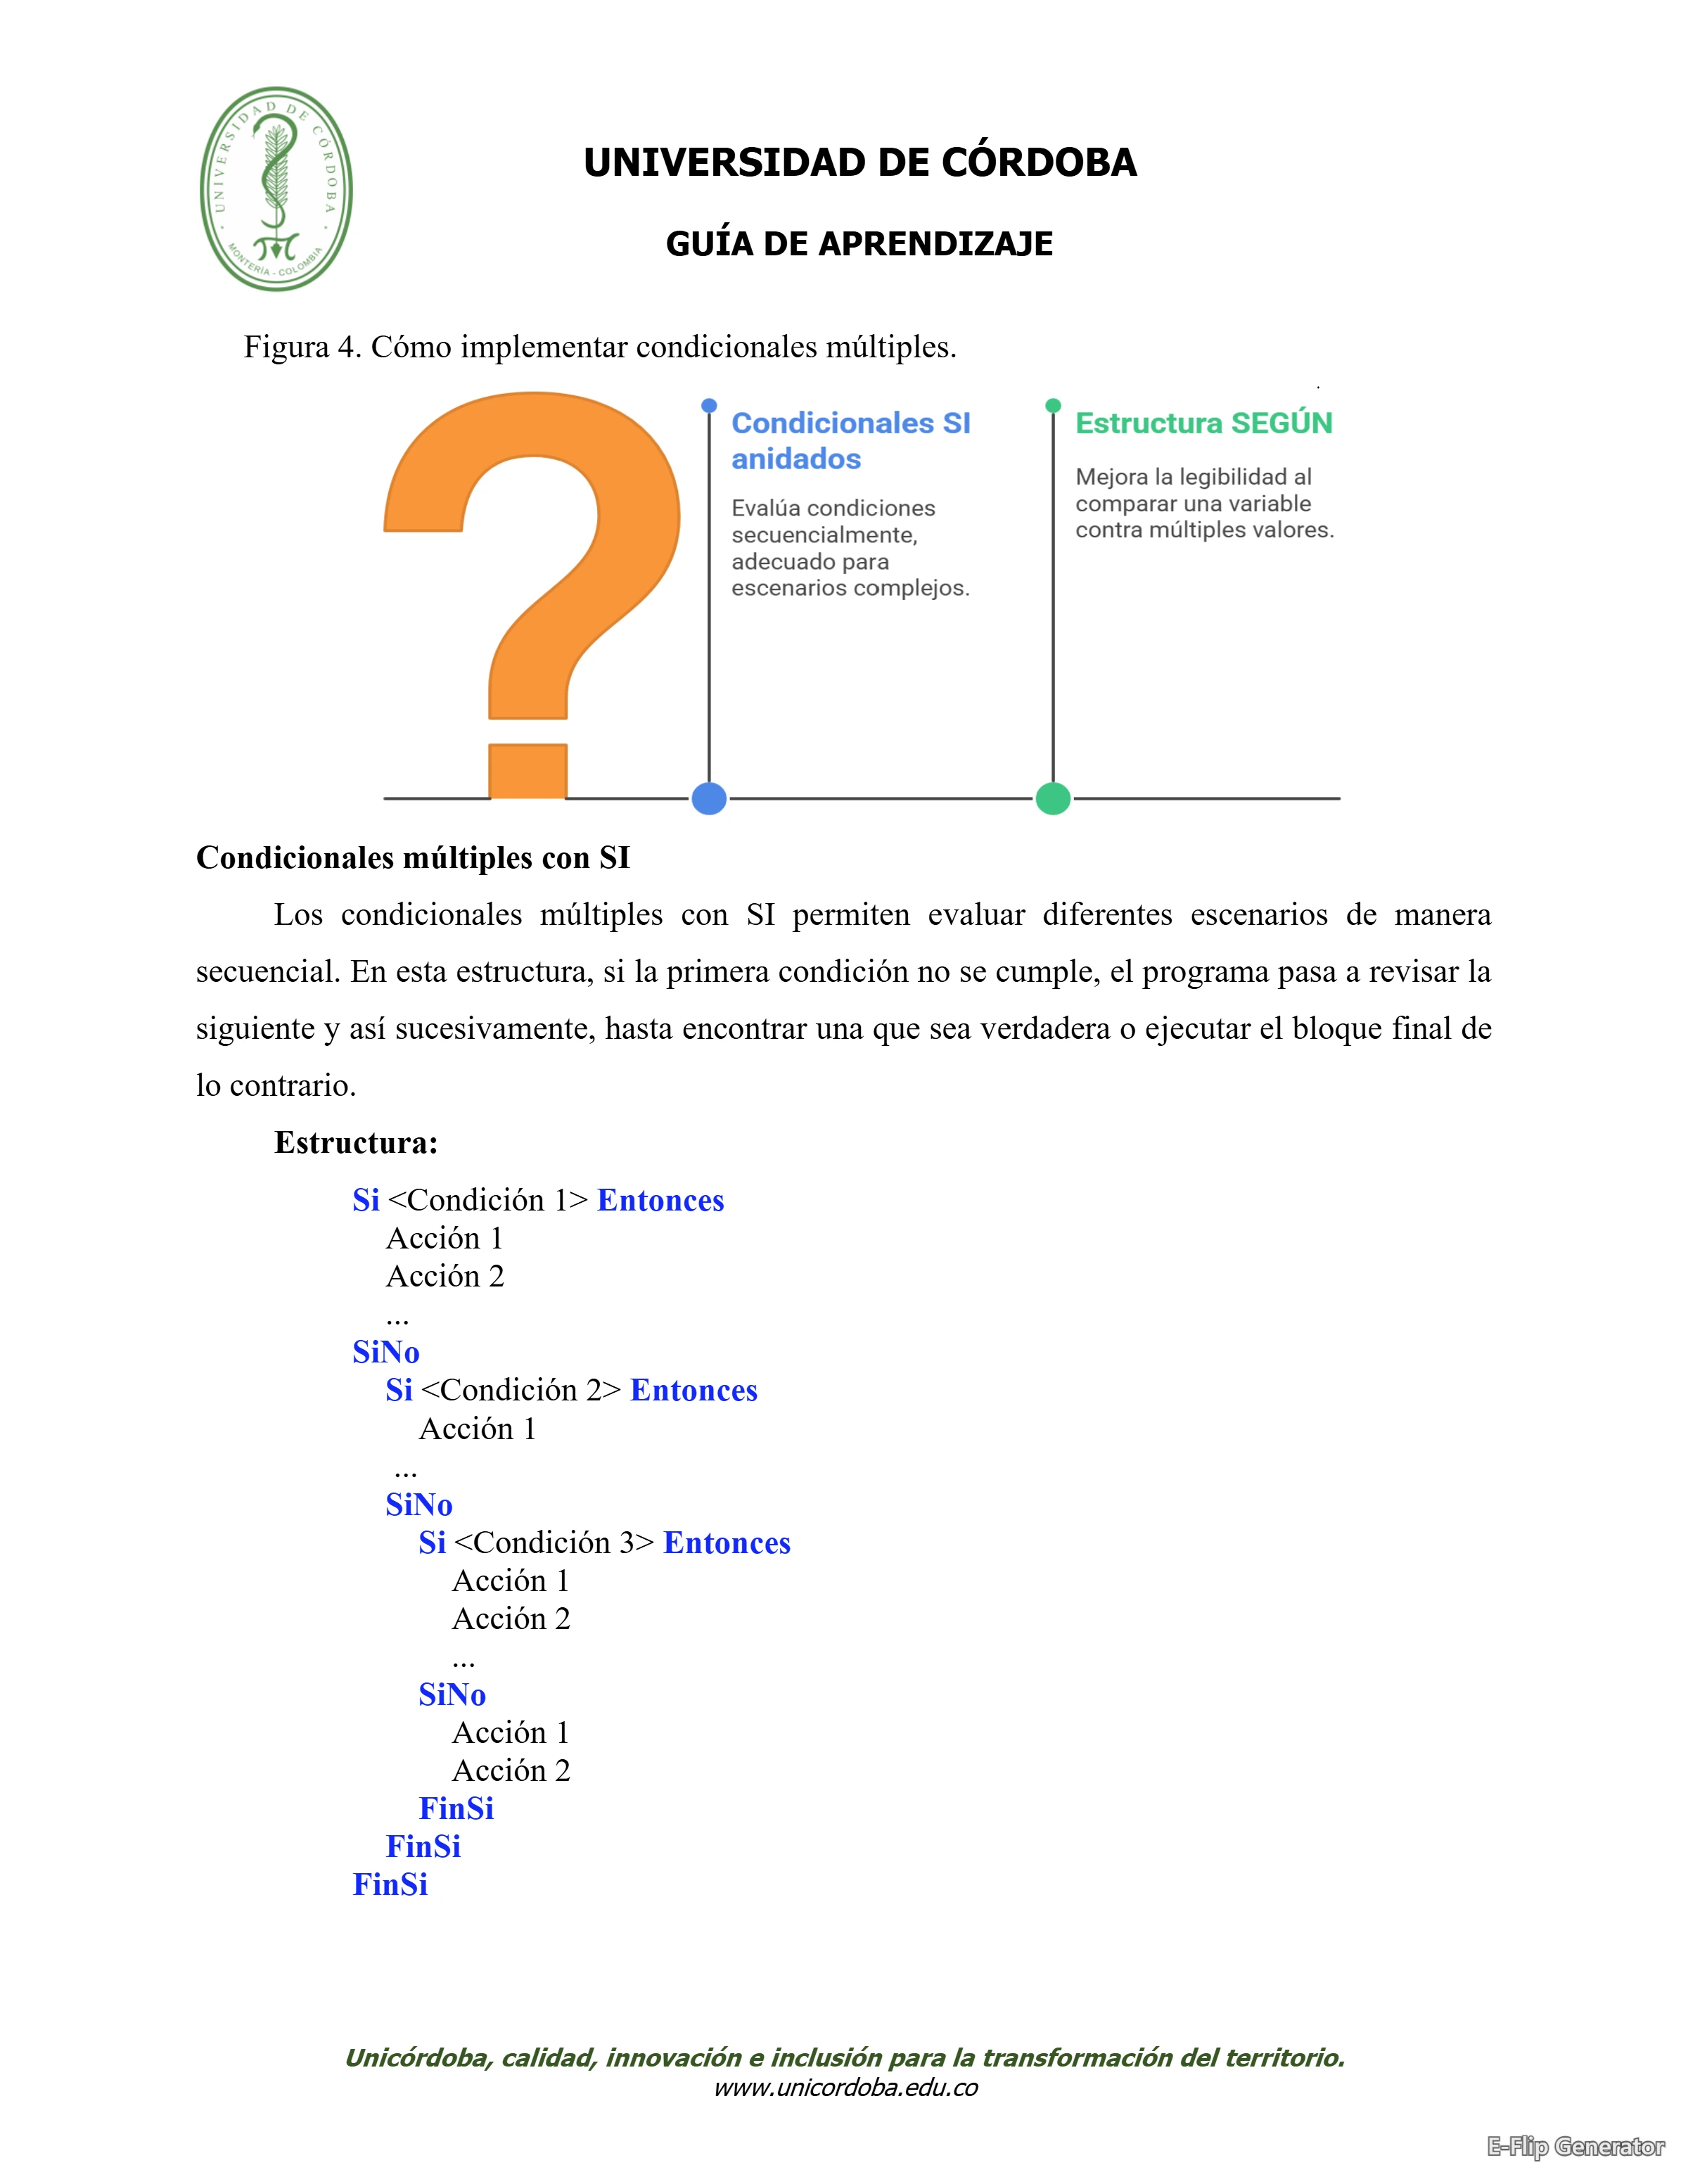 UNIVERSIDAD DE CÓRDOBA
MONTERÍA - COLOMBIA
UNIVERSIDAD DE CÓRDOBA
GUÍA DE APRENDIZAJE
Figura 4. Cómo implementar condicionales múltiples.
.
Condicionales SI
anidados
Evalúa condiciones
secuencialmente,
adecuado para
escenarios complejos.
Estructura SEGÚN
Mejora la legibilidad al
comparar una variable
contra múltiples valores.
Condicionales múltiples con SI
Los condicionales múltiples con SI permiten evaluar diferentes escenarios de manera
secuencial. En esta estructura, si la primera condición no se cumple, el programa pasa a revisar la
siguiente y así sucesivamente, hasta encontrar una que sea verdadera o ejecutar el bloque final de
lo contrario.
Estructura:
Si <Condición 1> Entonces
Acción 1
Acción 2
...
SiNo
Si <Condición 2> Entonces
Acción 1
...
SiNo
Si <Condición 3> Entonces
Acción 1
Acción 2
...
SiNo
Acción 1
Acción 2
FinSi
FinSi
FinSi
Unicórdoba, calidad, innovación e inclusión para la transformación del territorio.
www.unicordoba.edu.co
E-Flip Generator